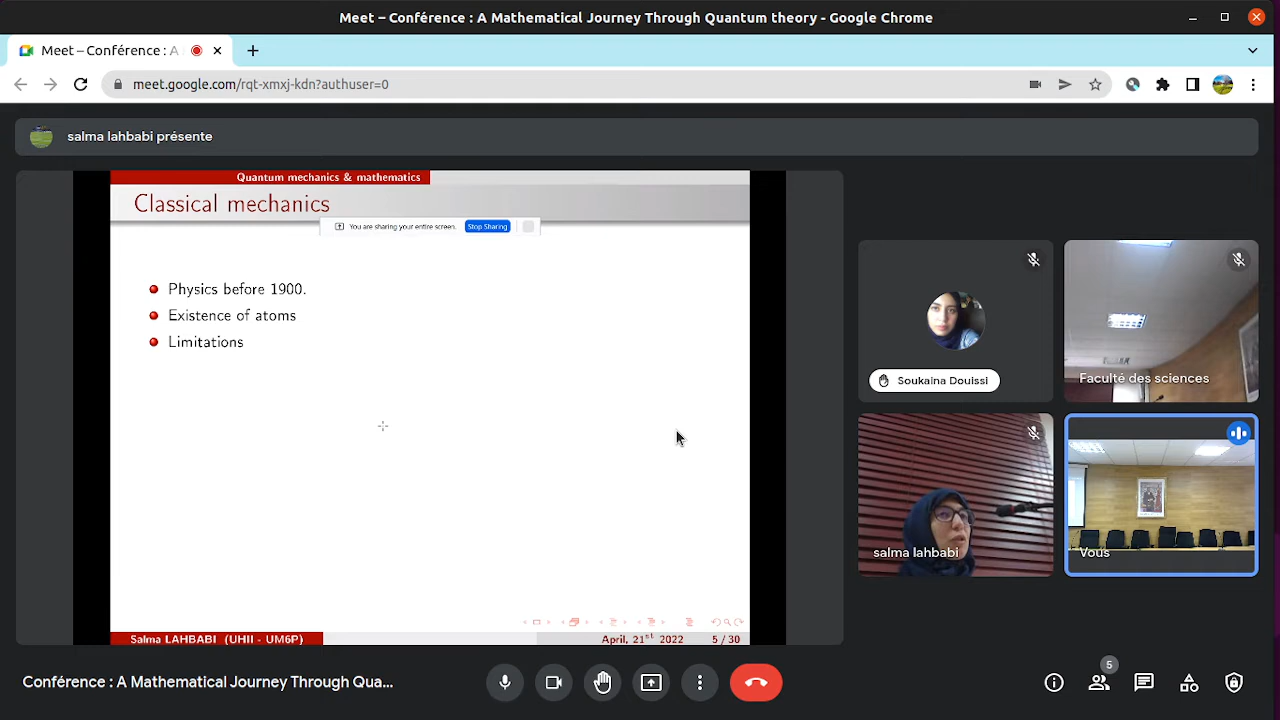 Meet – Conférence : A Mathematical Journey Through Quantum theory - Google Chrome
Meet – Conférence : A
meet.google.com/rqt-xmxj-kdn?authuser=0
salma lahbabi présente
Quantum mechanics & mathematics
Classical mechanics
You are sharing your entire screen.
Stop Sharing
Physics before 1900.
Existence of atoms
Limitations
Salma LAHBABI (UHII - UM6P)
April, 21st 2022
5 / 30
Soukaina Douissi
Faculté des sciences
salma lahbabi
Vous
Conférence : A Mathematical Journey Through Qua...
5